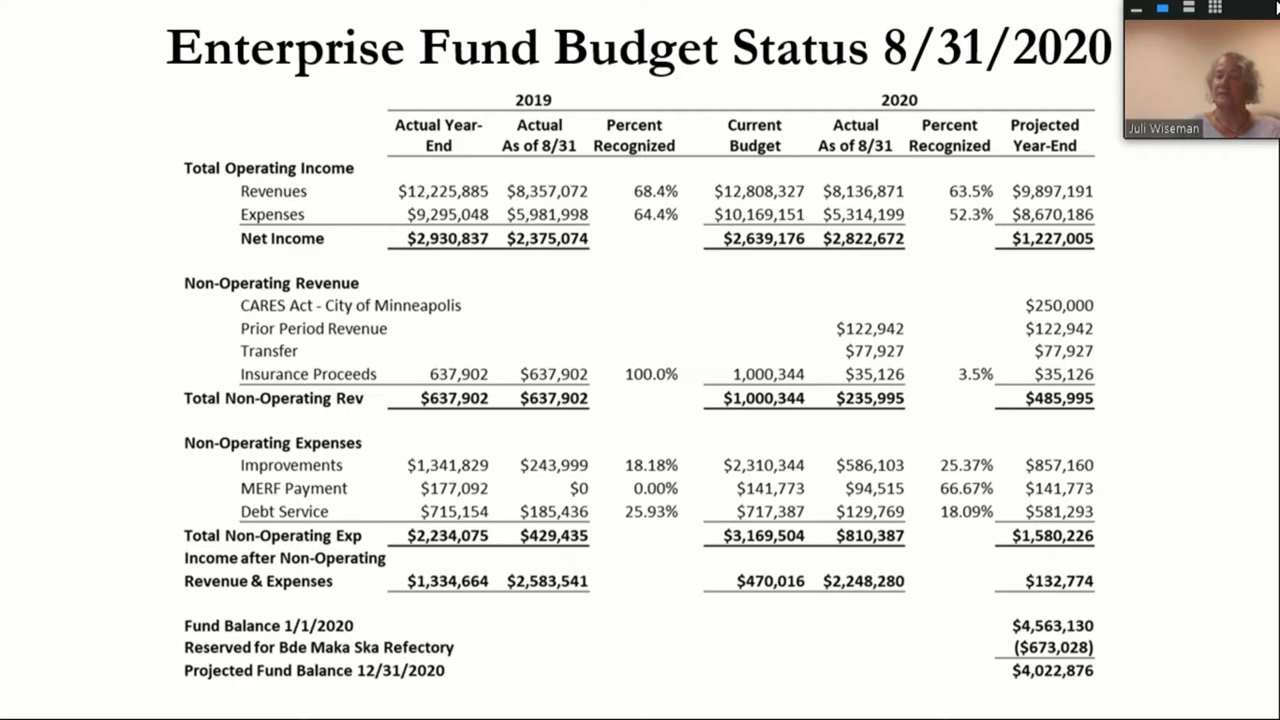 Enterprise Fund Budget Status 8/31/2020
Juli Wiseman
2019 2020
Actual Year-End Actual As of 8/31 Percent Recognized Current Budget Actual As of 8/31 Percent Recognized Projected Year-End
Total Operating Income
Revenues $12,225,885 $8,357,072 68.4% $12,808,327 $8,136,871 63.5% $9,897,191
Expenses $9,295,048 $5,981,998 64.4% $10,169,151 $5,314,199 52.3% $8,670,186
Net Income $2,930,837 $2,375,074 $2,639,176 $2,822,672 $1,227,005
Non-Operating Revenue
CARES Act - City of Minneapolis $250,000
Prior Period Revenue $122,942 $122,942
Transfer $77,927 $77,927
Insurance Proceeds 637,902 $637,902 100.0% 1,000,344 $35,126 3.5% $35,126
Total Non-Operating Rev $637,902 $637,902 $1,000,344 $235,995 $485,995
Non-Operating Expenses
Improvements $1,341,829 $243,999 18.18% $2,310,344 $586,103 25.37% $857,160
MERF Payment $177,092 $0 0.00% $141,773 $94,515 66.67% $141,773
Debt Service $715,154 $185,436 25.93% $717,387 $129,769 18.09% $581,293
Total Non-Operating Exp $2,234,075 $429,435 $3,169,504 $810,387 $1,580,226
Income after Non-Operating
Revenue & Expenses $1,334,664 $2,583,541 $470,016 $2,248,280 $132,774
Fund Balance 1/1/2020 $4,563,130
Reserved for Bde Maka Ska Refectory ($673,028)
Projected Fund Balance 12/31/2020 $4,022,876